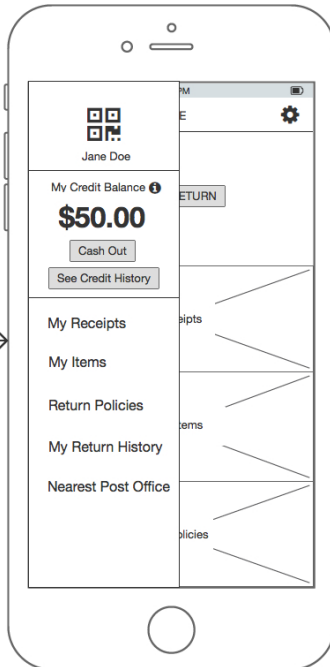 PM
E
Jane Doe
My Credit Balance
$50.00
ETURN
Cash Out
See Credit History
My Receipts
eipts
My Items
Return Policies
tems
My Return History
Nearest Post Office
olicies